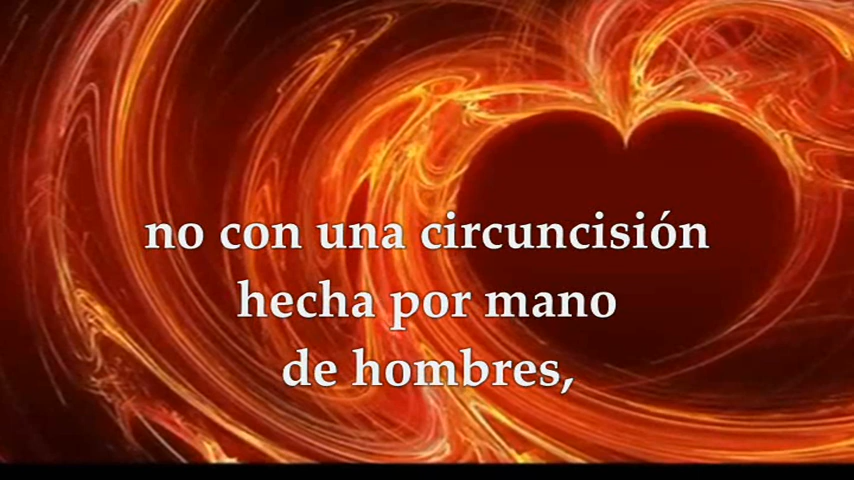 no con una circuncisión
hecha por mano
de hombres,